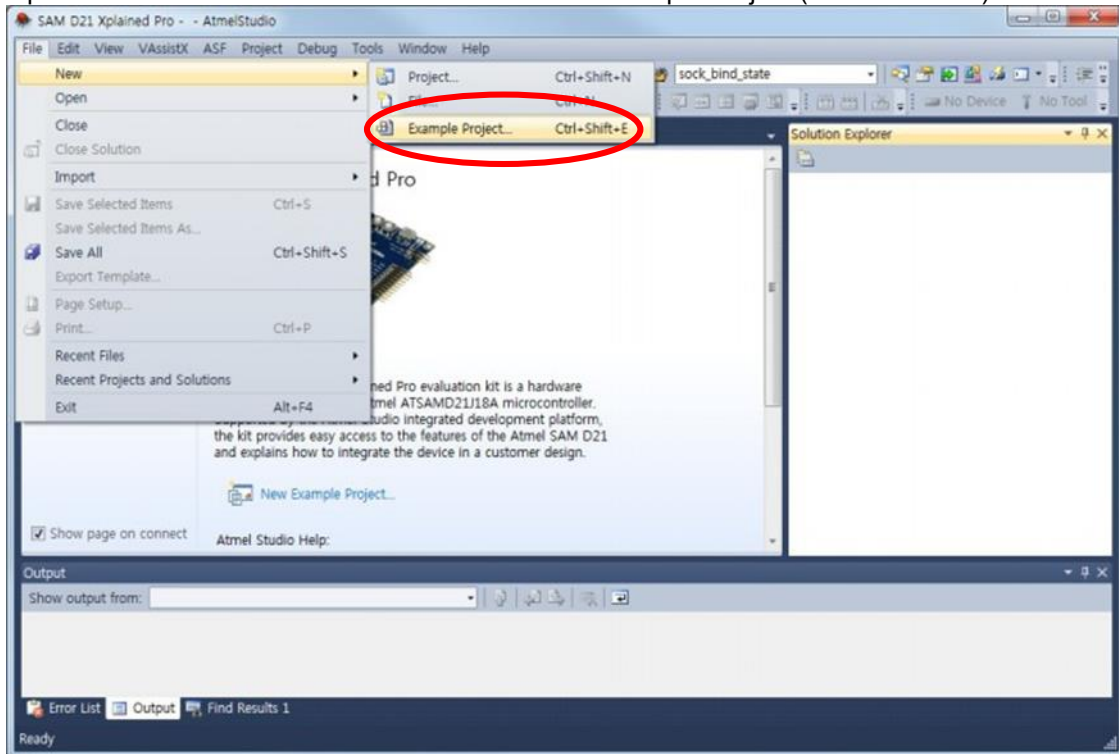 SAM D21 Xplained Pro - - AtmelStudio
File Edit View VAssistX ASF Project Debug Tools Window Help
New
Open
Close
Close Solution
Import
Save Selected Items Ctrl+S
Save Selected Items As...
Save All Ctrl+Shift+S
Export Template...
Page Setup...
Print... Ctrl+P
Recent Files
Recent Projects and Solutions
Exit Alt+F4
Project... Ctrl+Shift+N
File... Ctrl+N
Example Project... Ctrl+Shift+E
sock_bind_state
No Device No Tool
Solution Explorer
d Pro
ned Pro evaluation kit is a hardware
tmel ATSAMD21J18A microcontroller.
studio integrated development platform,
the kit provides easy access to the features of the Atmel SAM D21
and explains how to integrate the device in a customer design.
New Example Project...
Show page on connect
Atmel Studio Help:
Output
Show output from:
Error List Output Find Results 1
Ready